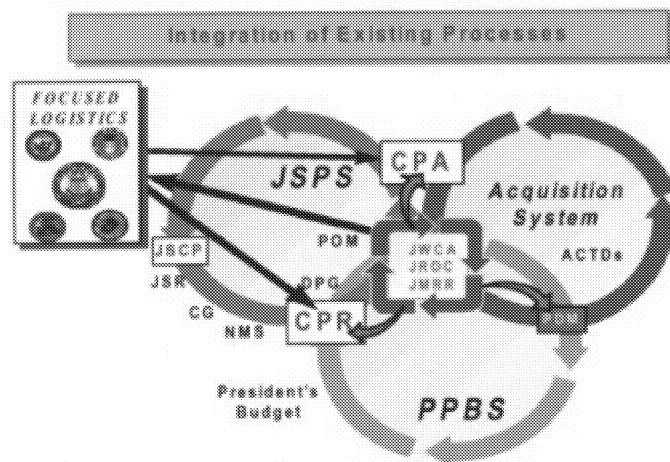 Integration of Existing Processes
FOCUSED
LOGISTICS
CPA
JSPS
Acquisition
System
ACTDs
POM
JWCA
JROC
JMRR
JSCP
JSR
CG
NMS
DPG
CPR
President's
Budget
PPBS